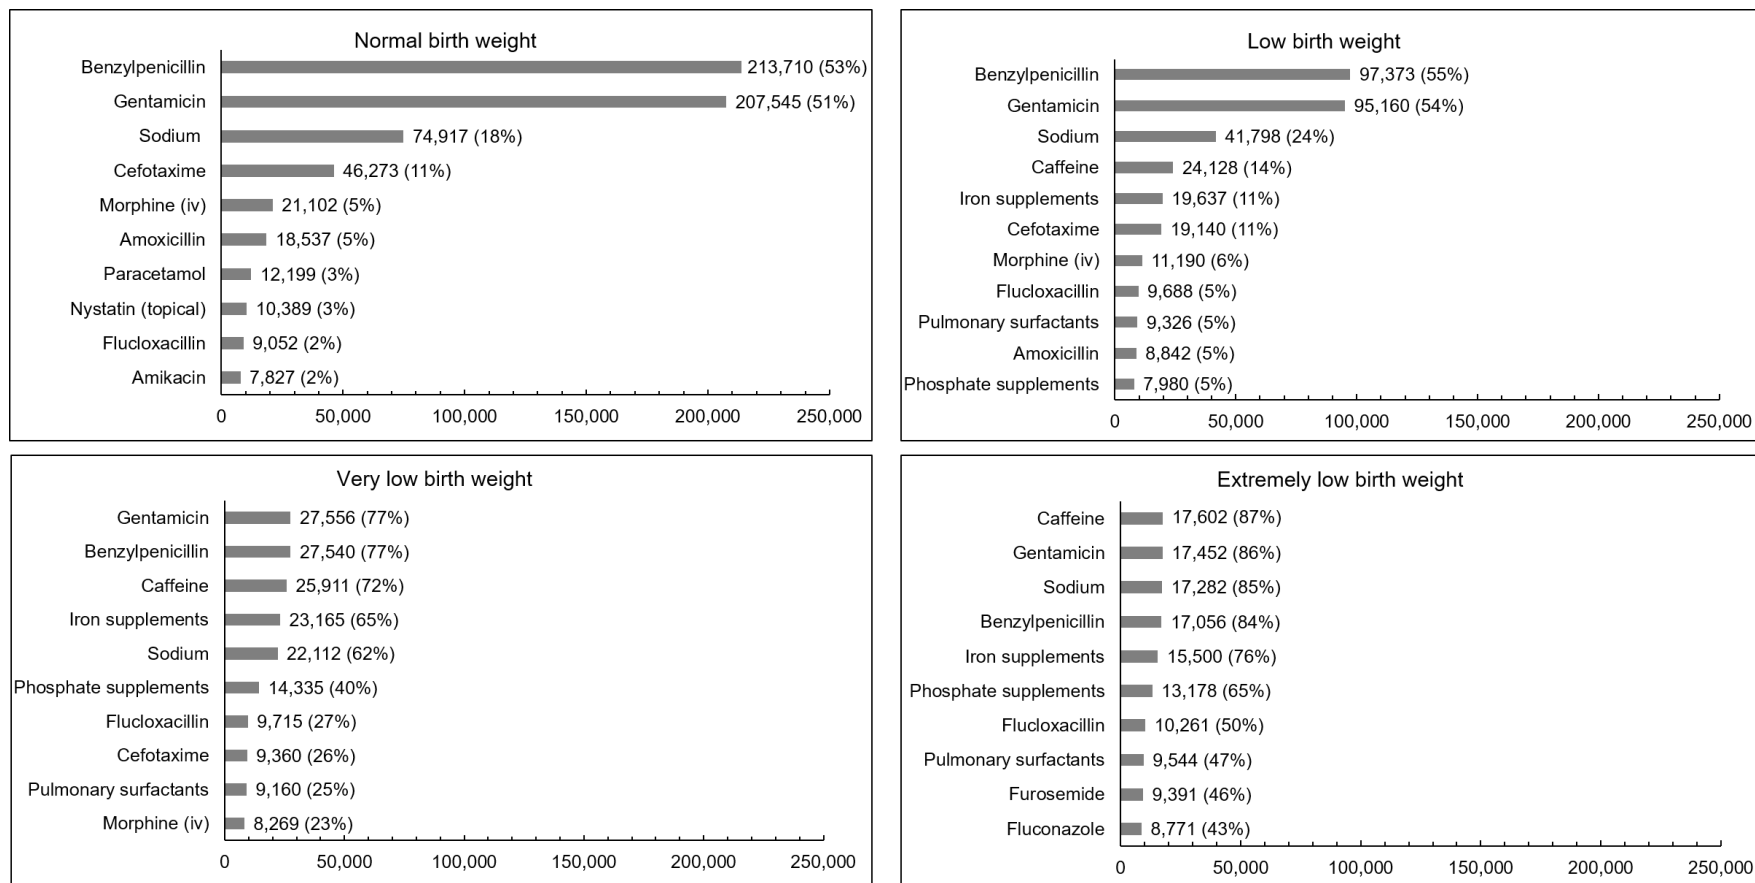 Normal birth weight
Benzylpenicillin 213,710 (53%)
Gentamicin 207,545 (51%)
Sodium 74,917 (18%)
Cefotaxime 46,273 (11%)
Morphine (iv) 21,102 (5%)
Amoxicillin 18,537 (5%)
Paracetamol 12,199 (3%)
Nystatin (topical) 10,389 (3%)
Flucloxacillin 9,052 (2%)
Amikacin 7,827 (2%)
0 50,000 100,000 150,000 200,000 250,000
Low birth weight
Benzylpenicillin 97,373 (55%)
Gentamicin 95,160 (54%)
Sodium 41,798 (24%)
Caffeine 24,128 (14%)
Iron supplements 19,637 (11%)
Cefotaxime 19,140 (11%)
Morphine (iv) 11,190 (6%)
Flucloxacillin 9,688 (5%)
Pulmonary surfactants 9,326 (5%)
Amoxicillin 8,842 (5%)
Phosphate supplements 7,980 (5%)
0 50,000 100,000 150,000 200,000 250,000
Very low birth weight
Gentamicin 27,556 (77%)
Benzylpenicillin 27,540 (77%)
Caffeine 25,911 (72%)
Iron supplements 23,165 (65%)
Sodium 22,112 (62%)
Phosphate supplements 14,335 (40%)
Flucloxacillin 9,715 (27%)
Cefotaxime 9,360 (26%)
Pulmonary surfactants 9,160 (25%)
Morphine (iv) 8,269 (23%)
0 50,000 100,000 150,000 200,000 250,000
Extremely low birth weight
Caffeine 17,602 (87%)
Gentamicin 17,452 (86%)
Sodium 17,282 (85%)
Benzylpenicillin 17,056 (84%)
Iron supplements 15,500 (76%)
Phosphate supplements 13,178 (65%)
Flucloxacillin 10,261 (50%)
Pulmonary surfactants 9,544 (47%)
Furosemide 9,391 (46%)
Fluconazole 8,771 (43%)
0 50,000 100,000 150,000 200,000 250,000